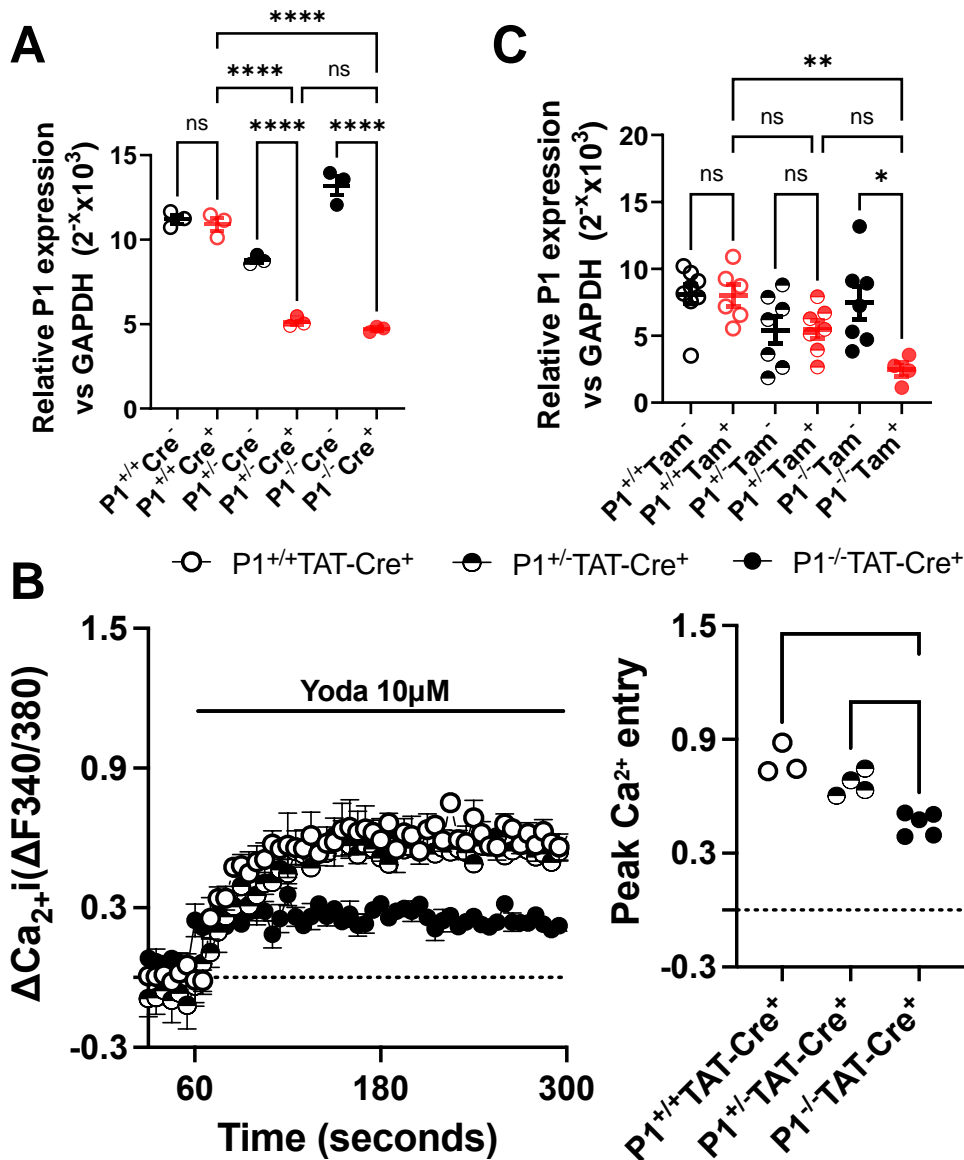 A
****
****
ns
ns
****
****
Relative P1 expression
vs GAPDH (2⁻ˣx10³)
15
10
5
0
P1⁺/⁺Cre⁻
P1⁺/⁺Cre⁺
P1⁺/⁻Cre⁻
P1⁺/⁻Cre⁺
P1⁻/⁻Cre⁻
P1⁻/⁻Cre⁺
C
**
ns
ns
ns
ns
*
Relative P1 expression
vs GAPDH (2⁻ˣx10³)
20
15
10
5
0
P1⁺/⁺Tam⁻
P1⁺/⁺Tam⁺
P1⁺/⁻Tam⁻
P1⁺/⁻Tam⁺
P1⁻/⁻Tam⁻
P1⁻/⁻Tam⁺
P1⁺/⁺TAT-Cre⁺
P1⁺/⁻TAT-Cre⁺
P1⁻/⁻TAT-Cre⁺
B
ΔCa₂₊i(ΔF340/380)
1.5
0.9
0.3
-0.3
Yoda 10µM
60
180
300
Time (seconds)
Peak Ca²⁺ entry
1.5
0.9
0.3
-0.3
P1⁺/⁺TAT-Cre⁺
P1⁺/⁻TAT-Cre⁺
P1⁻/⁻TAT-Cre⁺